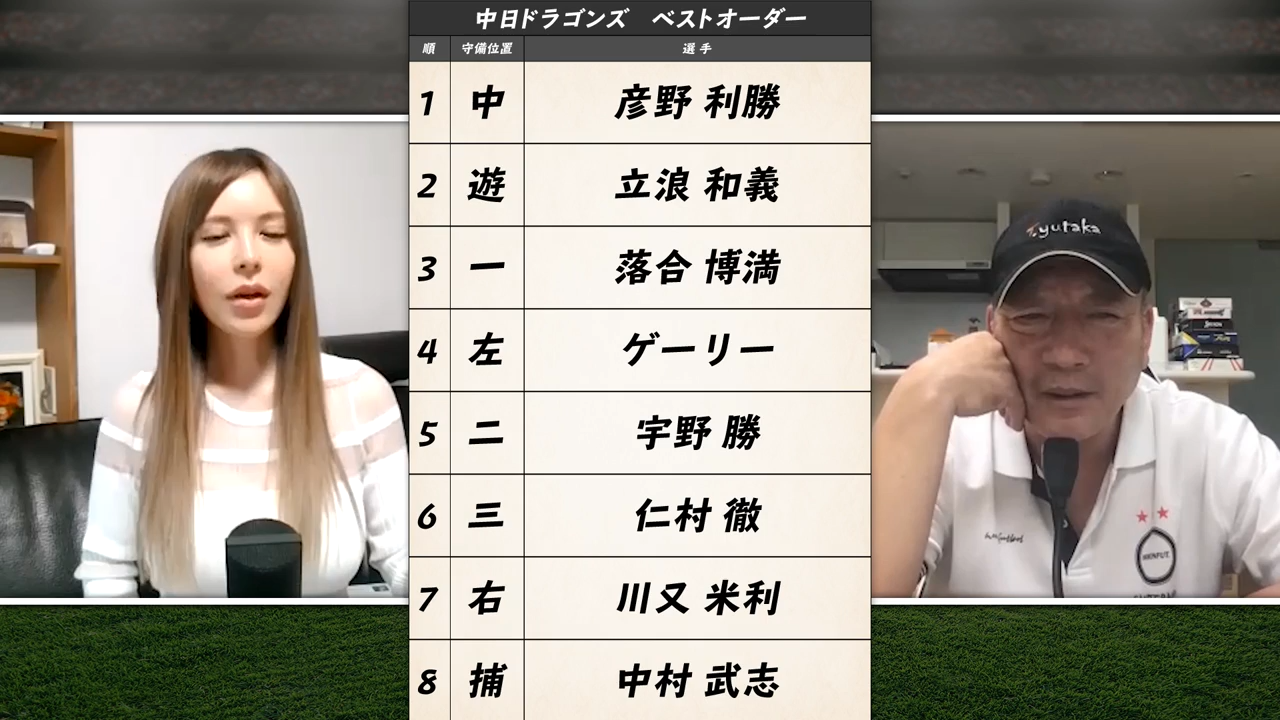 中日ドラゴンズ ベストオーダー
順 守備位置 選手
1 中 彦野 利勝
2 遊 立浪 和義
3 一 落合 博満
4 左 ゲーリー
5 二 宇野 勝
6 三 仁村 徹
7 右 川又 米利
8 捕 中村 武志
yutaka
SRIXON